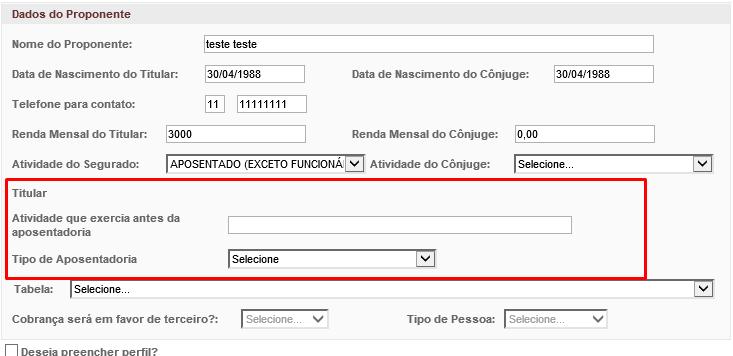 Dados do Proponente
Nome do Proponente: teste teste
Data de Nascimento do Titular: 30/04/1988 Data de Nascimento do Cônjuge: 30/04/1988
Telefone para contato: 11 11111111
Renda Mensal do Titular: 3000 Renda Mensal do Cônjuge: 0,00
Atividade do Segurado: APOSENTADO (EXCETO FUNCIONÁ Atividade do Cônjuge: Selecione...
Titular
Atividade que exercia antes da
aposentadoria
Tipo de Aposentadoria Selecione
Tabela: Selecione...
Cobrança será em favor de terceiro?: Selecione... Tipo de Pessoa: Selecione...
Deseja preencher perfil?